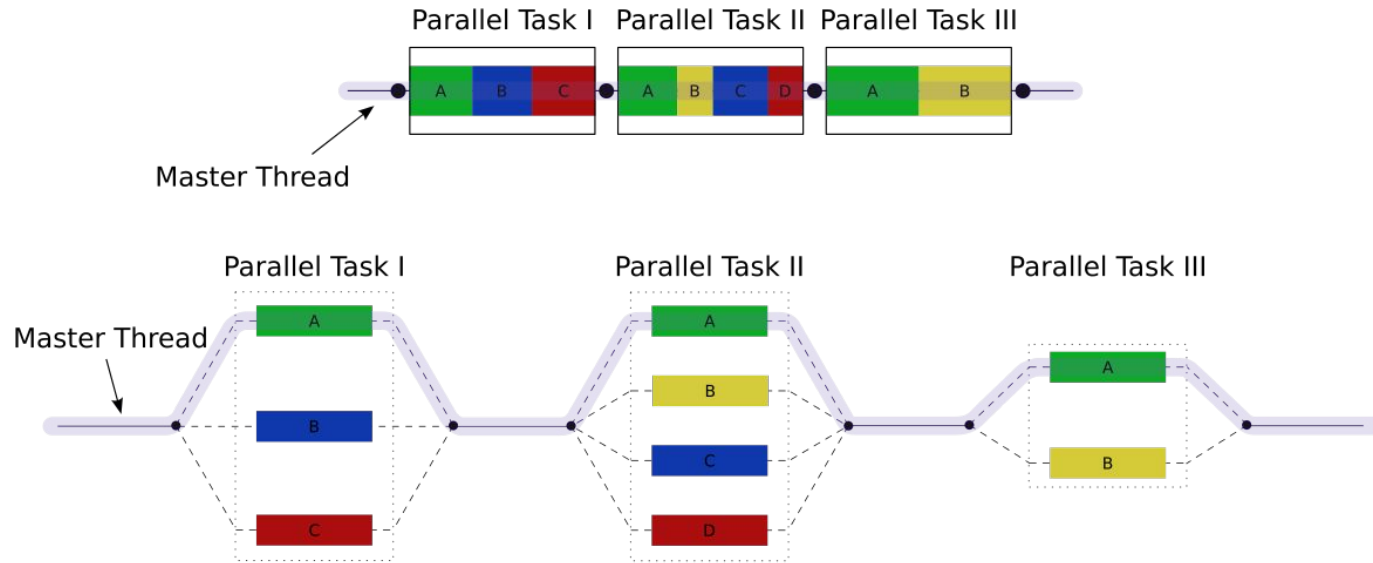 Parallel Task I
Parallel Task II
Parallel Task III
A B C
A B C D
A B
Master Thread
Parallel Task I
Parallel Task II
Parallel Task III
A
A
Master Thread
A
B
B
C
B
C
D